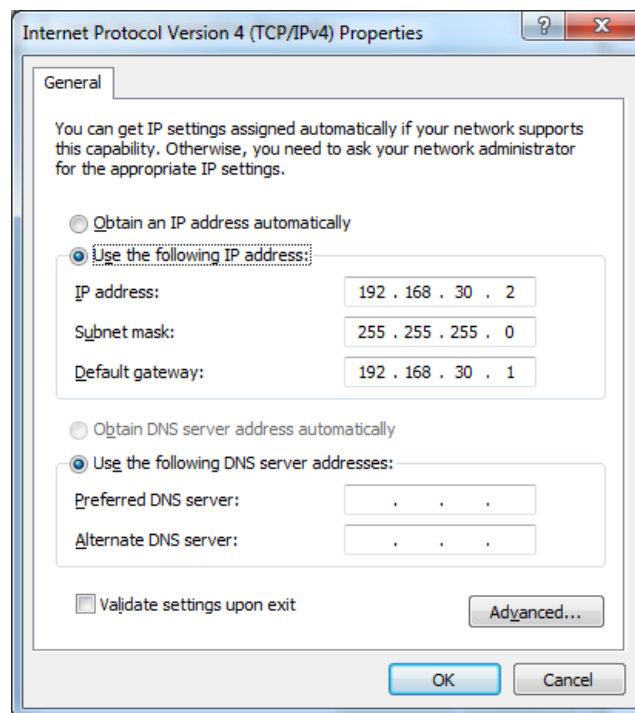 Internet Protocol Version 4 (TCP/IPv4) Properties
?
X
General
You can get IP settings assigned automatically if your network supports
this capability. Otherwise, you need to ask your network administrator
for the appropriate IP settings.
Obtain an IP address automatically
Use the following IP address:
IP address: 192 . 168 . 30 . 2
Subnet mask: 255 . 255 . 255 . 0
Default gateway: 192 . 168 . 30 . 1
Obtain DNS server address automatically
Use the following DNS server addresses:
Preferred DNS server: . . .
Alternate DNS server: . . .
Validate settings upon exit
Advanced...
OK Cancel